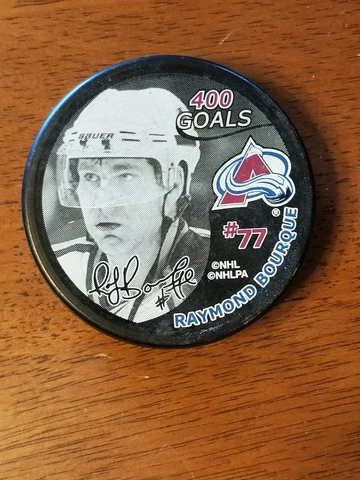 400
GOALS
BAUER
#77
®
©NHL
©NHLPA
RAYMOND BOURQUE